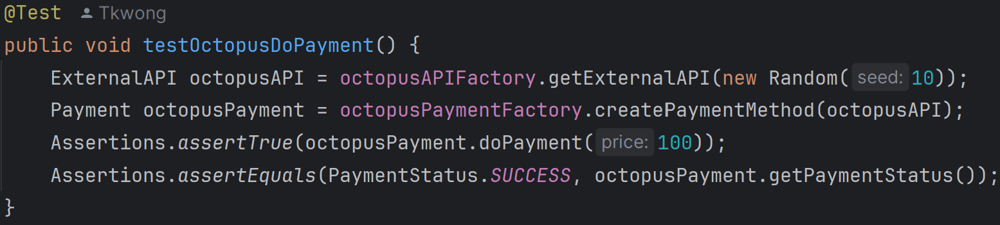 @Test Tkwong
public void testOctopusDoPayment() {
    ExternalAPI octopusAPI = octopusAPIFactory.getExternalAPI(new Random( seed: 10));
    Payment octopusPayment = octopusPaymentFactory.createPaymentMethod(octopusAPI);
    Assertions.assertTrue(octopusPayment.doPayment( price: 100));
    Assertions.assertEquals(PaymentStatus.SUCCESS, octopusPayment.getPaymentStatus());
}